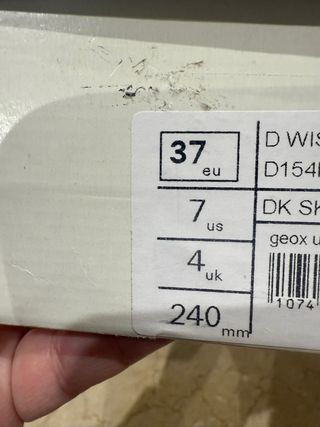 37 eu
D WIS
D154
7 us
DK SK
4 uk
geox u
1074
240 mm